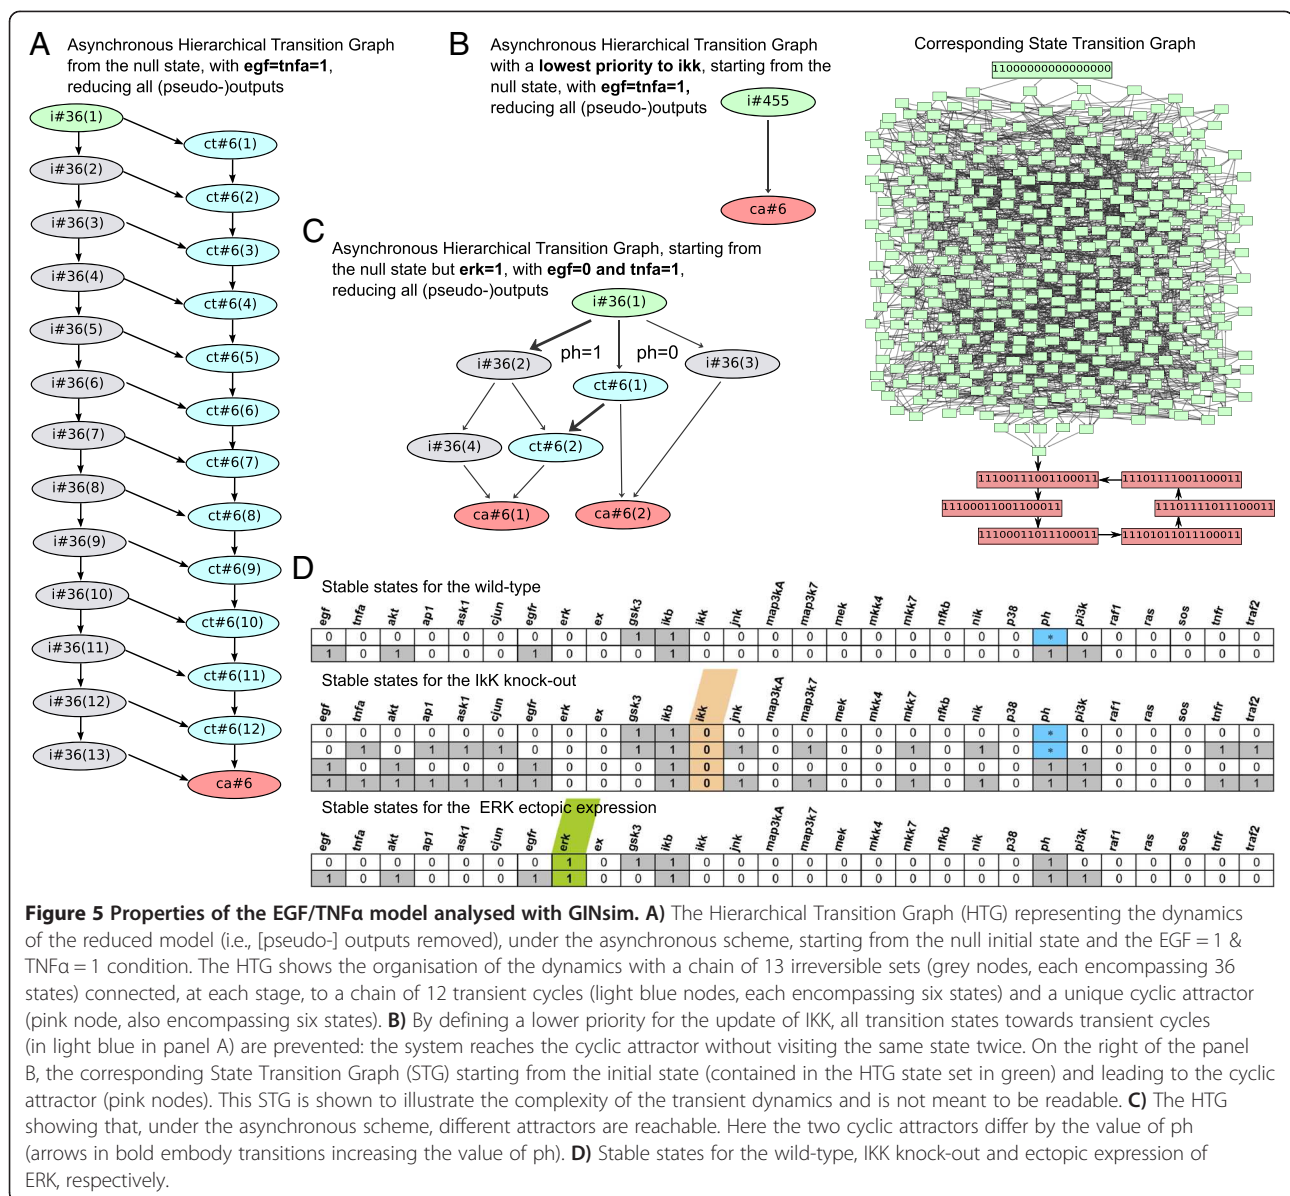 A
Asynchronous Hierarchical Transition Graph
from the null state, with egf=tnfa=1,
reducing all (pseudo-)outputs
i#36(1)
ct#6(1)
i#36(2)
ct#6(2)
i#36(3)
ct#6(3)
i#36(4)
ct#6(4)
i#36(5)
ct#6(5)
i#36(6)
ct#6(6)
i#36(7)
ct#6(7)
i#36(8)
ct#6(8)
i#36(9)
ct#6(9)
i#36(10)
ct#6(10)
i#36(11)
ct#6(11)
i#36(12)
ct#6(12)
i#36(13)
ca#6
B
Asynchronous Hierarchical Transition Graph
with a lowest priority to ikk, starting from the
null state, with egf=tnfa=1,
reducing all (pseudo-)outputs
i#455
ca#6
Corresponding State Transition Graph
11000000000000000
11100111001100011
11101111001100011
11100011001100011
11101111011100011
11100011011100011
11101011011100011
C
Asynchronous Hierarchical Transition Graph, starting from
the null state but erk=1, with egf=0 and tnfa=1,
reducing all (pseudo-)outputs
i#36(1)
ph=1
ph=0
i#36(2)
i#36(3)
ct#6(1)
i#36(4)
ct#6(2)
ca#6(1)
ca#6(2)
D
Stable states for the wild-type
egf tnfa akt ap1 ask1 cjun egfr erk ex gsk3 ikb ikk jnk map3kA map3k7 mek mkk4 mkk7 nfkb nik p38 ph pi3k raf1 ras sos tnfr traf2
0 0 0 0 0 0 0 0 0 1 1 0 0 0 0 0 0 0 0 0 0 * 0 0 0 0 0 0
1 0 1 0 0 0 1 0 0 0 1 0 0 0 0 0 0 0 0 0 0 1 1 0 0 0 0 0
Stable states for the IkK knock-out
egf tnfa akt ap1 ask1 cjun egfr erk ex gsk3 ikb ikk jnk map3kA map3k7 mek mkk4 mkk7 nfkb nik p38 ph pi3k raf1 ras sos tnfr traf2
0 0 0 0 0 0 0 0 0 1 1 0 0 0 0 0 0 0 0 0 0 * 0 0 0 0 0 0
0 1 0 1 1 1 0 0 0 1 1 0 1 0 1 0 0 1 0 1 0 * 0 0 0 0 1 1
1 0 1 0 0 0 1 0 0 0 1 0 0 0 0 0 0 0 0 0 0 1 1 0 0 0 0 0
1 1 1 1 1 1 1 0 0 0 1 0 1 0 1 0 0 1 0 1 0 1 1 0 0 0 1 1
Stable states for the ERK ectopic expression
egf tnfa akt ap1 ask1 cjun egfr erk ex gsk3 ikb ikk jnk map3kA map3k7 mek mkk4 mkk7 nfkb nik p38 ph pi3k raf1 ras sos tnfr traf2
0 0 0 0 0 0 0 1 0 1 1 0 0 0 0 0 0 0 0 0 0 1 0 0 0 0 0 0
1 0 1 0 0 0 1 1 0 0 1 0 0 0 0 0 0 0 0 0 0 1 1 0 0 0 0 0
Figure 5 Properties of the EGF/TNFα model analysed with GINsim. A) The Hierarchical Transition Graph (HTG) representing the dynamics
of the reduced model (i.e., [pseudo-] outputs removed), under the asynchronous scheme, starting from the null initial state and the EGF = 1 &
TNFα = 1 condition. The HTG shows the organisation of the dynamics with a chain of 13 irreversible sets (grey nodes, each encompassing 36
states) connected, at each stage, to a chain of 12 transient cycles (light blue nodes, each encompassing six states) and a unique cyclic attractor
(pink node, also encompassing six states). B) By defining a lower priority for the update of IKK, all transition states towards transient cycles
(in light blue in panel A) are prevented: the system reaches the cyclic attractor without visiting the same state twice. On the right of the panel
B, the corresponding State Transition Graph (STG) starting from the initial state (contained in the HTG state set in green) and leading to the cyclic
attractor (pink nodes). This STG is shown to illustrate the complexity of the transient dynamics and is not meant to be readable. C) The HTG
showing that, under the asynchronous scheme, different attractors are reachable. Here the two cyclic attractors differ by the value of ph
(arrows in bold embody transitions increasing the value of ph). D) Stable states for the wild-type, IKK knock-out and ectopic expression of
ERK, respectively.